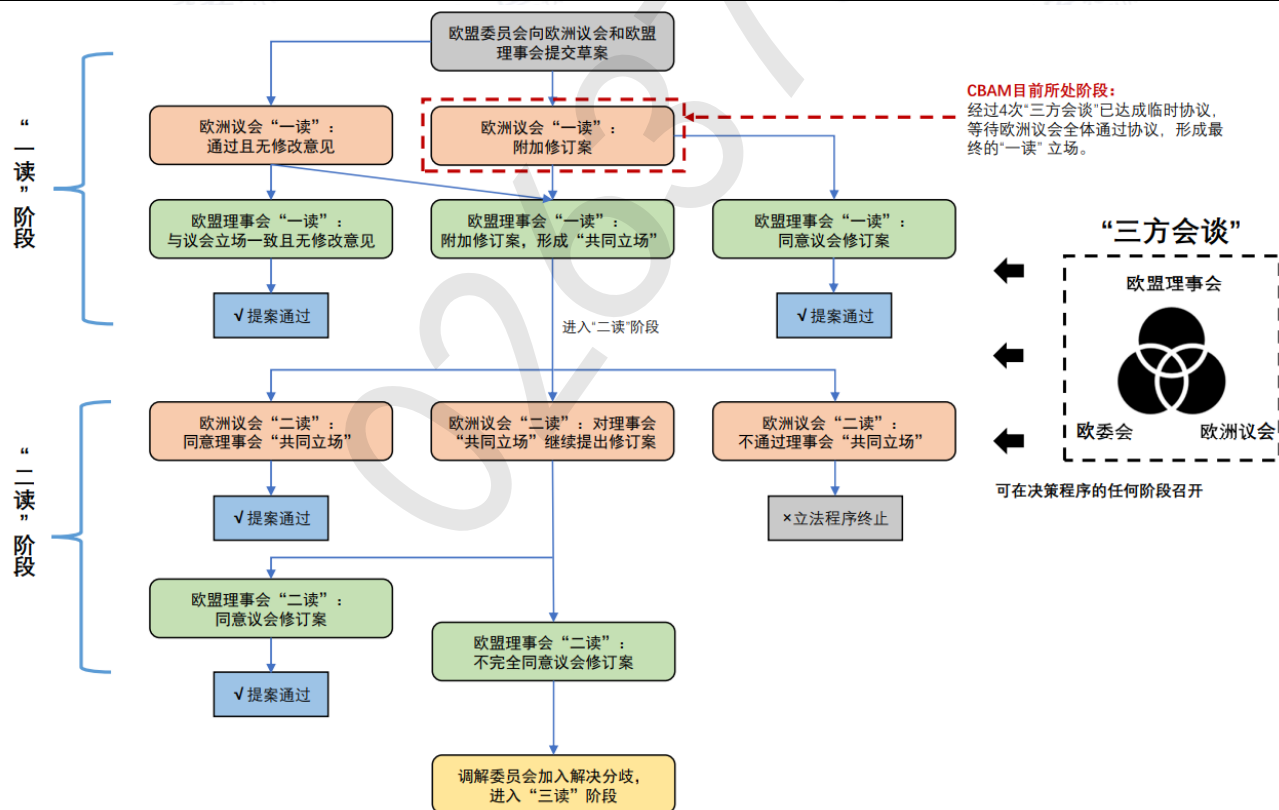 欧盟委员会向欧洲议会和欧盟
理事会提交草案
CBAM目前所处阶段：
经过4次“三方会谈”已达成临时协议，
等待欧洲议会全体通过协议，形成最
终的“一读” 立场。
“一读”阶段
欧洲议会“一读”：
通过且无修改意见
欧洲议会“一读”：
附加修订案
欧盟理事会“一读”：
与议会立场一致且无修改意见
欧盟理事会“一读”：
附加修订案，形成“共同立场”
欧盟理事会“一读”：
同意议会修订案
√提案通过
√提案通过
进入“二读”阶段
“三方会谈”
欧盟理事会
欧委会
欧洲议会
可在决策程序的任何阶段召开
“二读”阶段
欧洲议会“二读”：
同意理事会“共同立场”
欧洲议会“二读”：对理事会
“共同立场”继续提出修订案
欧洲议会“二读”：
不通过理事会“共同立场”
√提案通过
×立法程序终止
欧盟理事会“二读”：
同意议会修订案
欧盟理事会“二读”：
不完全同意议会修订案
√提案通过
调解委员会加入解决分歧，
进入“三读”阶段